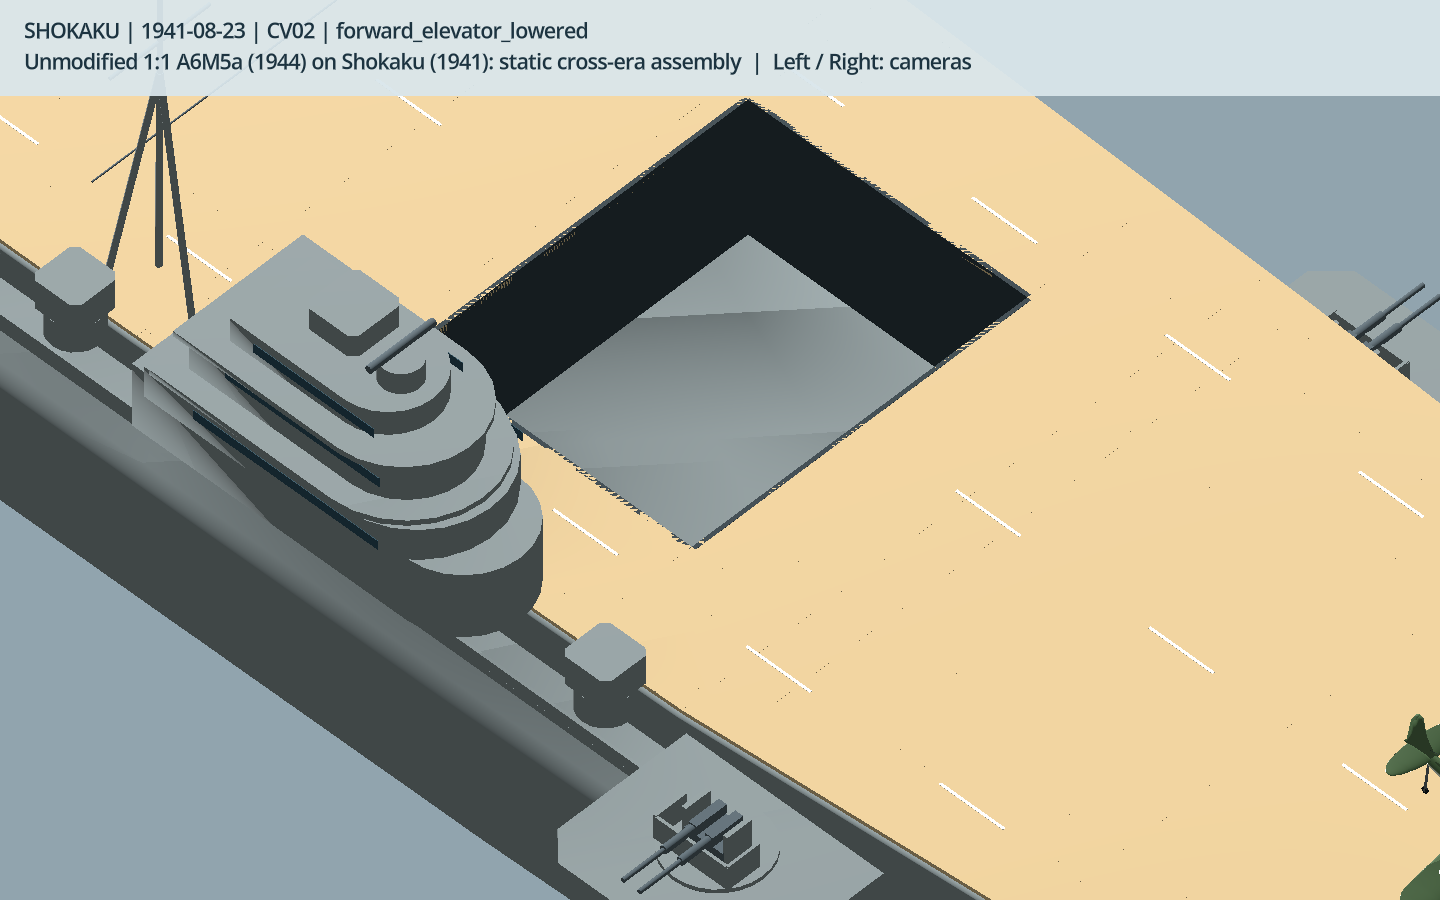 SHOKAKU | 1941-08-23 | CV02 | forward_elevator_lowered
Unmodified 1:1 A6M5a (1944) on Shokaku (1941): static cross-era assembly | Left / Right: cameras